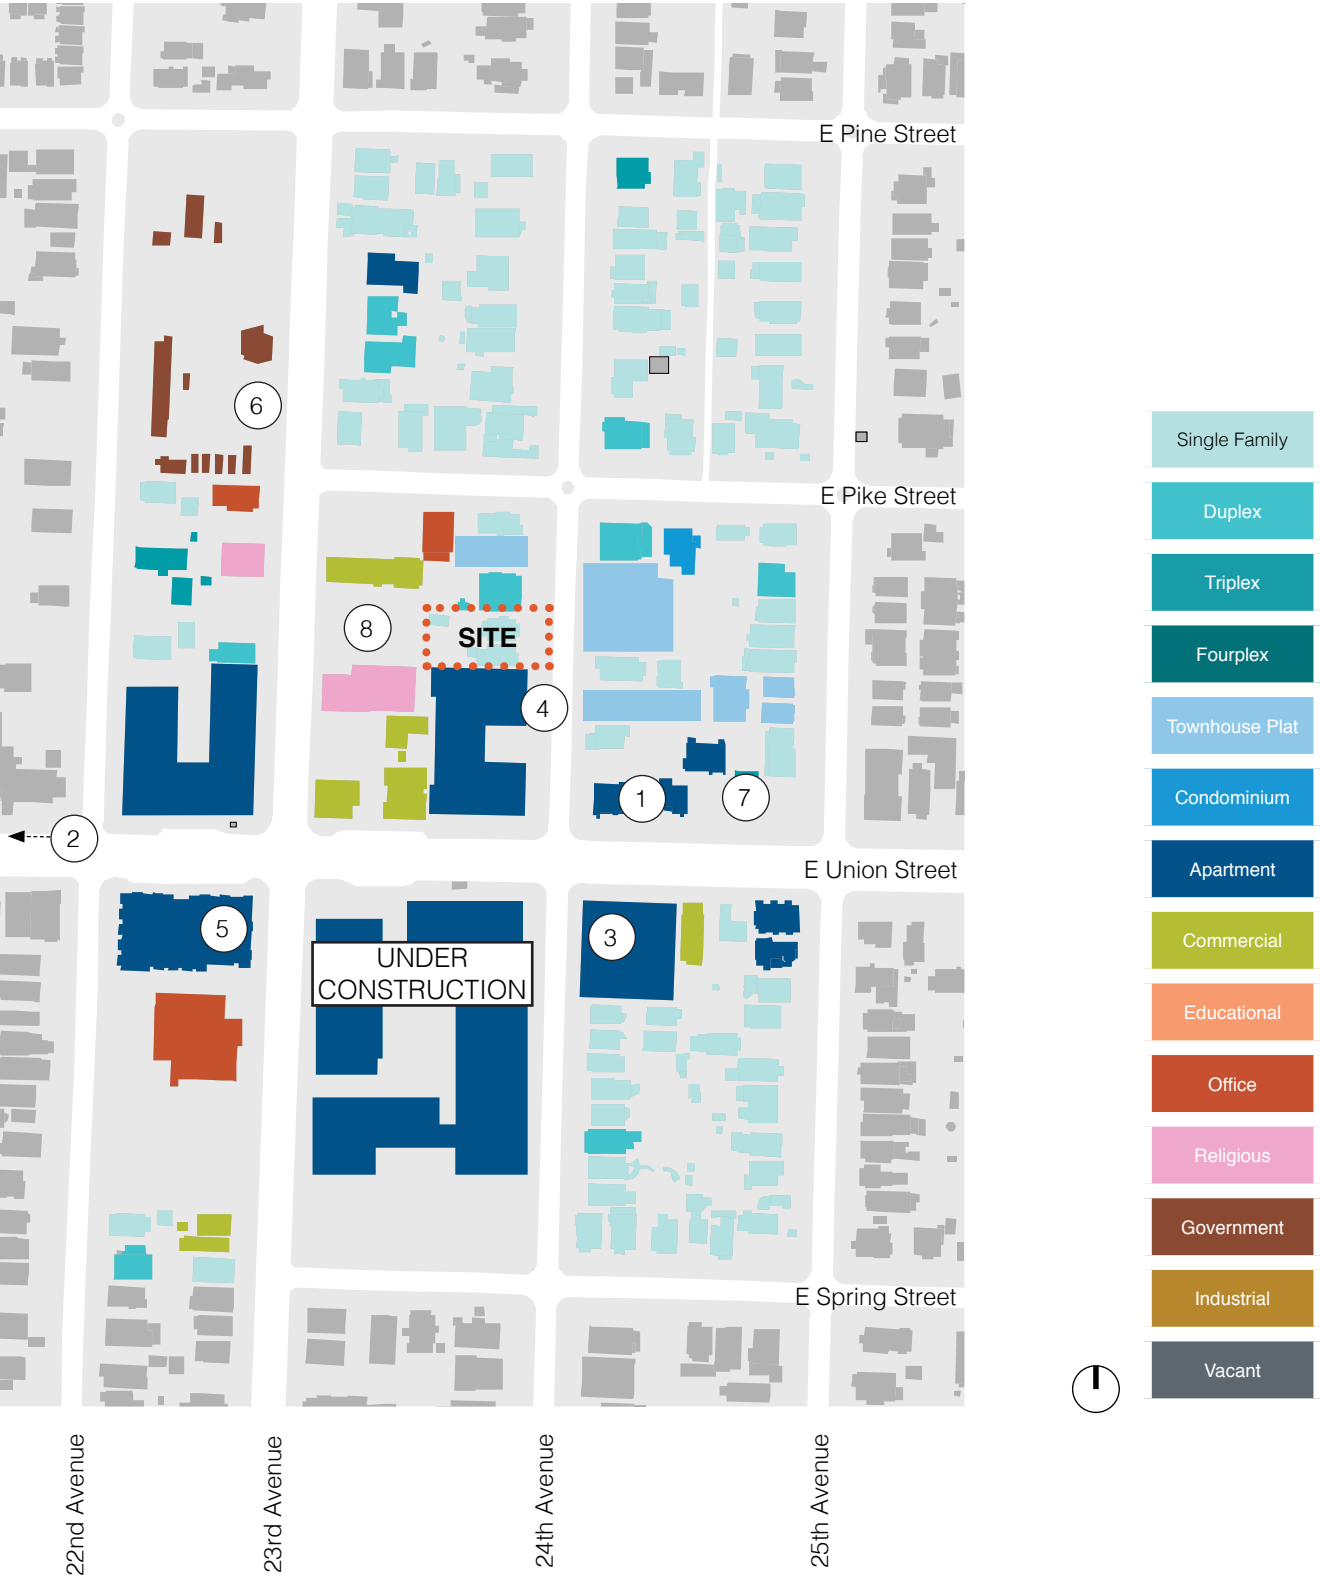 E Pine Street
6
Single Family
E Pike Street
Duplex
Triplex
8
SITE
Fourplex
4
Townhouse Plat
1
7
Condominium
2
E Union Street
Apartment
5
3
Commercial
UNDER
CONSTRUCTION
Educational
Office
Religious
Government
E Spring Street
Industrial
Vacant
22nd Avenue
23rd Avenue
24th Avenue
25th Avenue